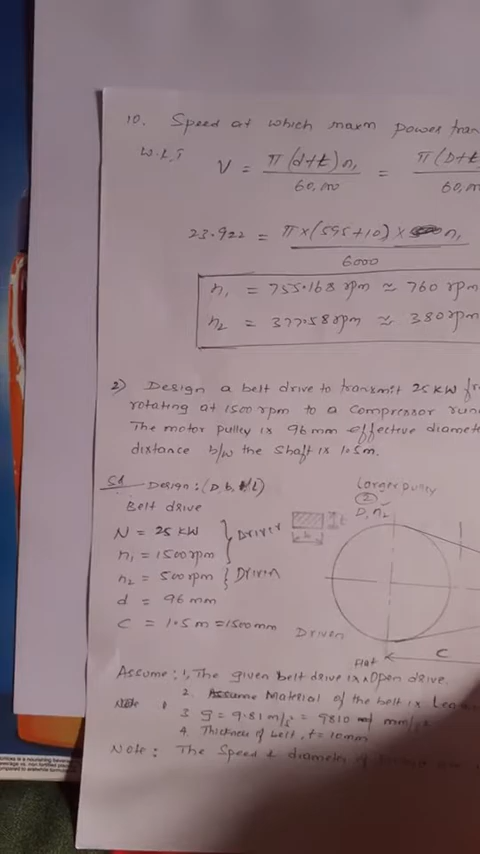 10. Speed at which maxm power tran
W.K.T V = π(d+t)n₁ / 60,000 = π(D+t / 60,00
23.922 = π×(595+10)× n₁ / 6000
n₁ = 755.168 rpm ≈ 760 rpm
n₂ = 377.58 rpm ≈ 380 rpm
2) Design a belt drive to transmit 25 KW fr
rotating at 1500 rpm to a compressor run
The motor pulley is 96 mm effective diamete
distance b/w the shaft is 1.5m.
Design: (D, b, L)
Larger pulley
Belt drive
②
D, n₂
N = 25 KW } Driver
t
b
n₁ = 1500 rpm
n₂ = 500 rpm } Driven
d = 96 mm
C = 1.5 m = 1500 mm
Driven
C
Flat
Assume: 1, The given belt drive is Open drive.
Note 2. Assume Material of the belt is Lea
3. g = 9.81 m/s² = 9810 mm/s²
4. Thickness of belt, t = 10mm
Note: The Speed & diameter of